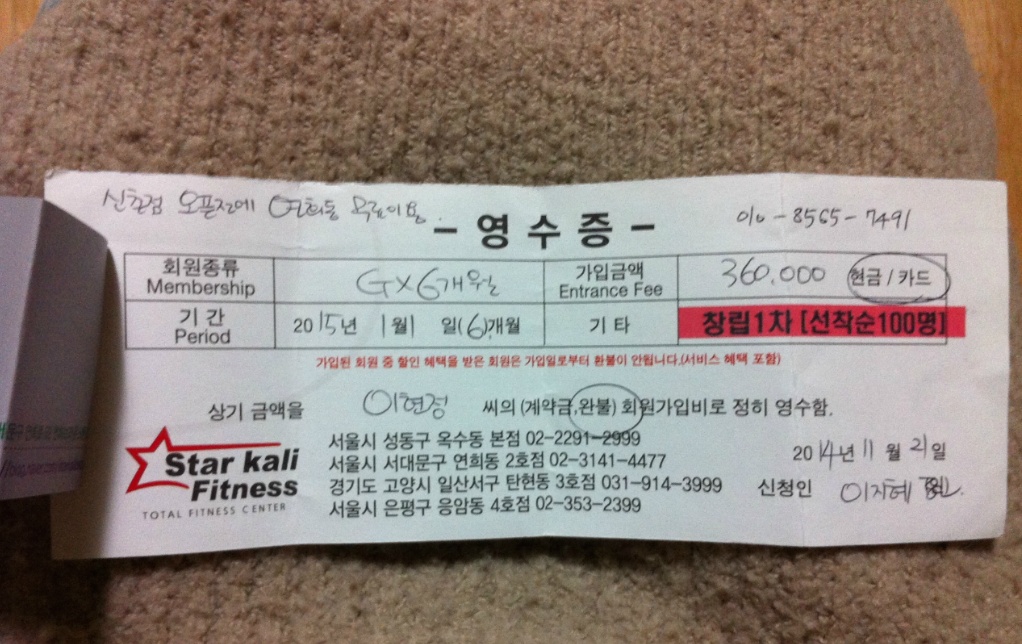 신촌점 오픈전에 연희동 무료이용.
010-8565-7491
- 영 수 증 -
회원종류 Membership GX 6개월 가입금액 Entrance Fee 360,000 현금 / 카드
기 간 Period 2015년 1월 1 일(6)개월 기 타 창립1차 [선착순100명]
가입된 회원 중 할인 혜택을 받은 회원은 가입일로부터 환불이 안됩니다.(서비스 혜택 포함)
상기 금액을 이현정 씨의 (계약금,완불) 회원가입비로 정히 영수함.
서울시 성동구 옥수동 본점 02-2291-2999
서울시 서대문구 연희동 2호점 02-3141-4477
경기도 고양시 일산서구 탄현동 3호점 031-914-3999
서울시 은평구 응암동 4호점 02-353-2399
Star kali
Fitness
TOTAL FITNESS CENTER
2014년 11 월 21일
신청인 이지혜